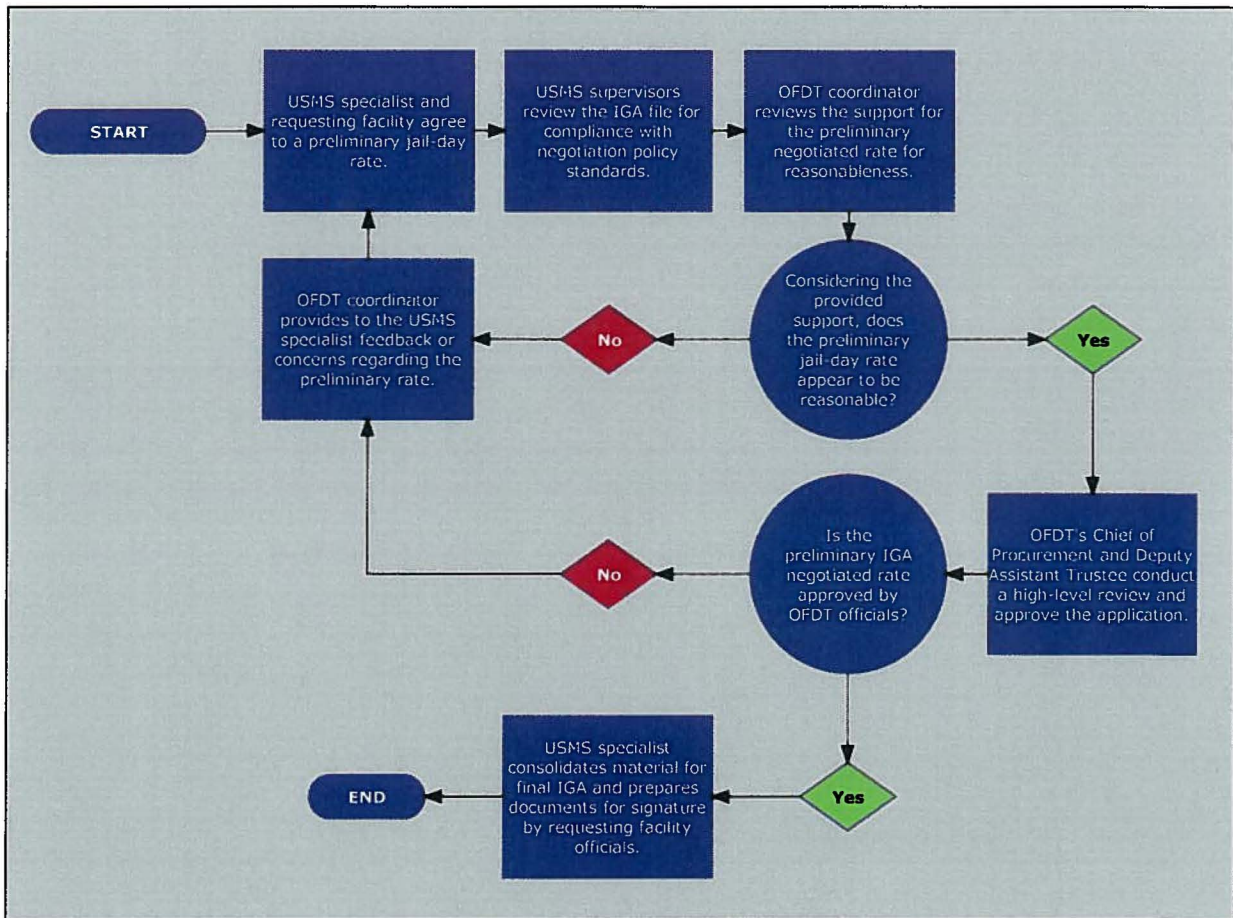 START
USMS specialist and
requesting facility agree
to a preliminary jail-day
rate.
USMS supervisors
review the IGA file for
compliance with
negotiation policy
standards.
OFDT coordinator
reviews the support for
the preliminary
negotiated rate for
reasonableness.
OFDT coordinator
provides to the USMS
specialist feedback or
concerns regarding the
preliminary rate.
No
Considering the
provided
support, does
the preliminary
jail-day rate
appear to be
reasonable?
Yes
No
Is the
preliminary IGA
negotiated rate
approved by
OFDT officials?
OFDT's Chief of
Procurement and Deputy
Assistant Trustee conduct
a high-level review and
approve the application.
END
USMS specialist
consolidates material for
final IGA and prepares
documents for signature
by requesting facility
officials.
Yes